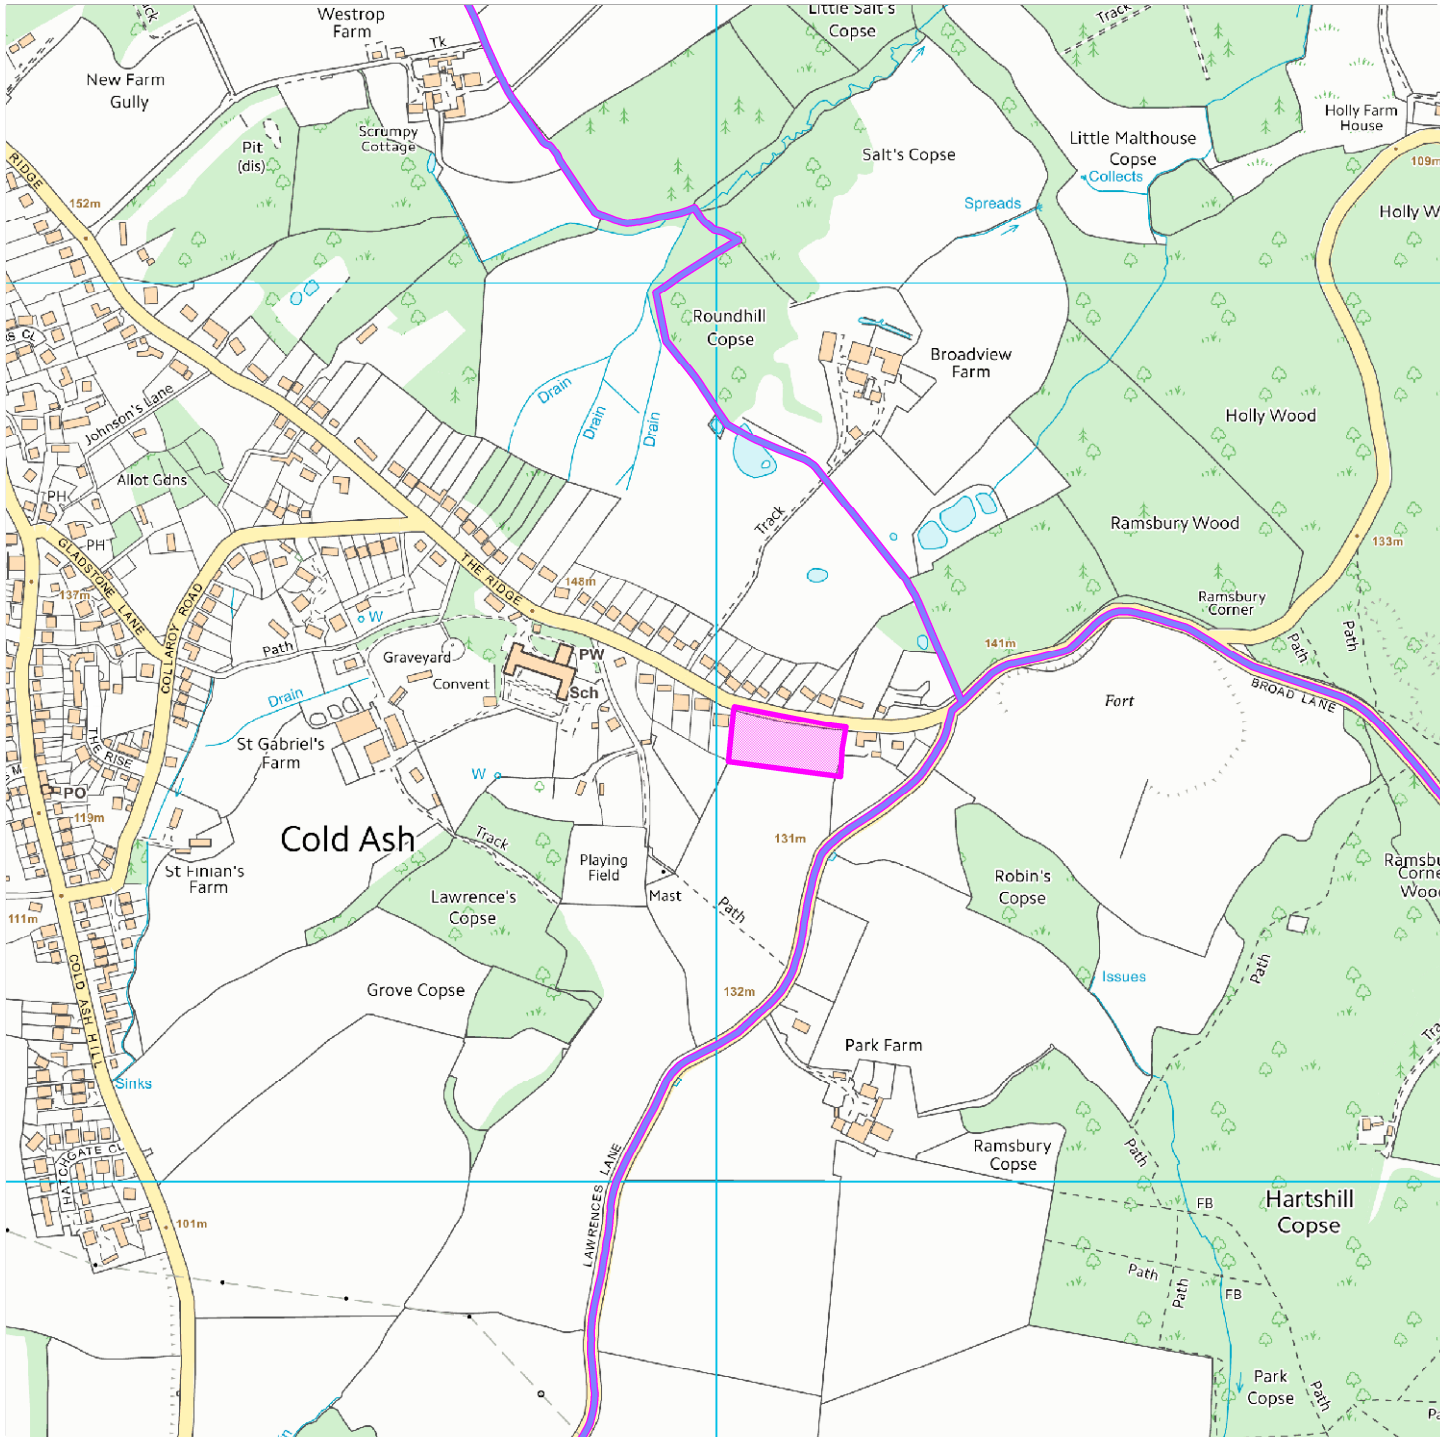 Westrop
Farm
Tk
Little Salt's
Copse
Track
New Farm
Gully
Scrumpy
Cottage
Pit
(dis)
Holly Farm
House
Little Malthouse
Copse
Collects
109m
Salt's Copse
RIDGE
152m
Spreads
Holly W
Roundhill
Copse
Broadview
Farm
Drain
Drain
Drain
Johnson's Lane
Holly Wood
Allot Gdns
PH
PH
Track
Ramsbury Wood
133m
GLADSTONE LANE
THE RIDGE
148m
137m
COLLAROY ROAD
W
Ramsbury
Corner
Path
Path
Path
141m
Graveyard
Convent
PW
Sch
BROAD LANE
Fort
Drain
THE RISE
St Gabriel's
Farm
W
PO
119m
Cold Ash
Track
131m
Playing
Field
St Finian's
Farm
Lawrence's
Copse
Mast
Path
Robin's
Copse
Ramsbu
Corne
Woo
111m
COLD ASH HILL
Grove Copse
132m
Issues
Path
Park Farm
Sinks
HATCHGATE CL
LAWRENCES LANE
Ramsbury
Copse
Path
FB
Hartshill
Copse
101m
Path
Path
FB
Park
Copse
Path